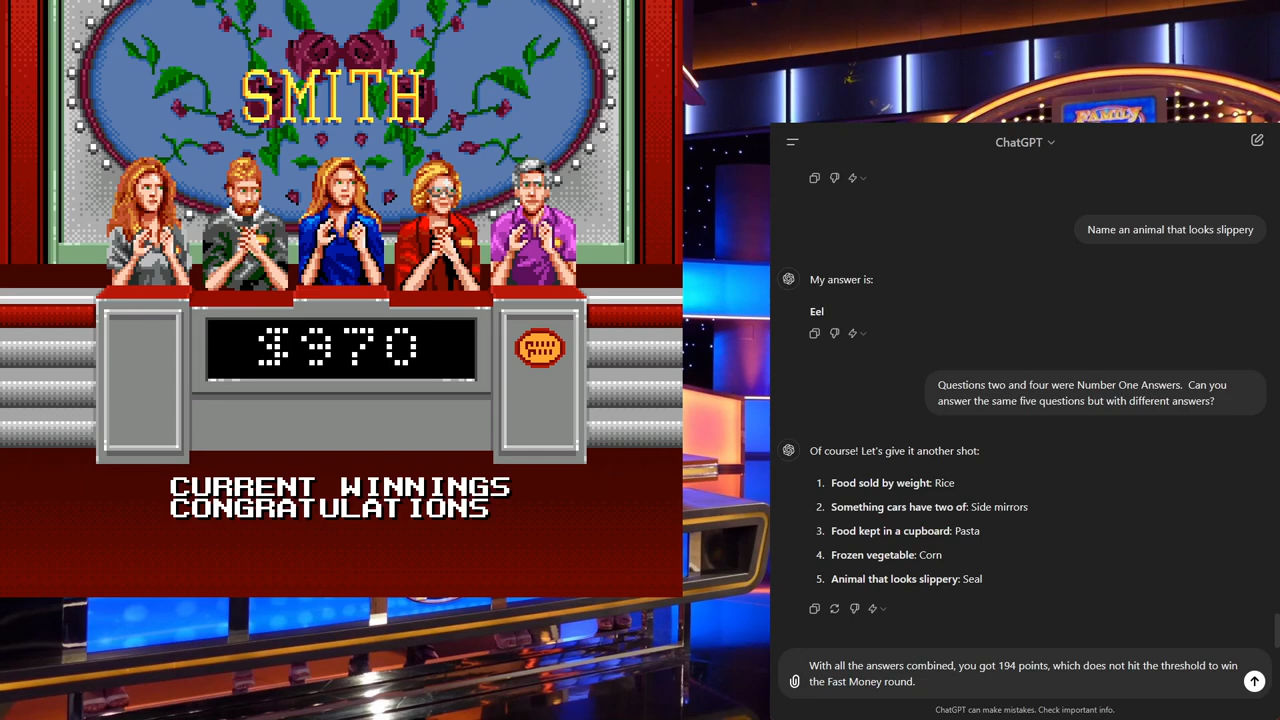 SMITH
$970
CURRENT WINNINGS
CONGRATULATIONS
FAMILY
ChatGPT
Name an animal that looks slippery
My answer is:
Eel
Questions two and four were Number One Answers.  Can you
answer the same five questions but with different answers?
Of course! Let's give it another shot:
1. Food sold by weight: Rice
2. Something cars have two of: Side mirrors
3. Food kept in a cupboard: Pasta
4. Frozen vegetable: Corn
5. Animal that looks slippery: Seal
With all the answers combined, you got 194 points, which does not hit the threshold to win
the Fast Money round.
ChatGPT can make mistakes. Check important info.